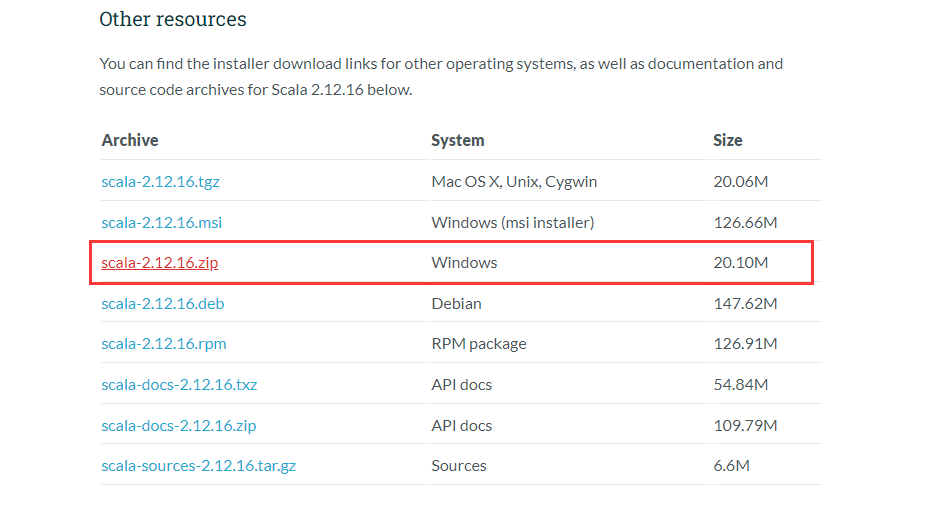 Other resources
You can find the installer download links for other operating systems, as well as documentation and
source code archives for Scala 2.12.16 below.
Archive System Size
scala-2.12.16.tgz Mac OS X, Unix, Cygwin 20.06M
scala-2.12.16.msi Windows (msi installer) 126.66M
scala-2.12.16.zip Windows 20.10M
scala-2.12.16.deb Debian 147.62M
scala-2.12.16.rpm RPM package 126.91M
scala-docs-2.12.16.txz API docs 54.84M
scala-docs-2.12.16.zip API docs 109.79M
scala-sources-2.12.16.tar.gz Sources 6.6M